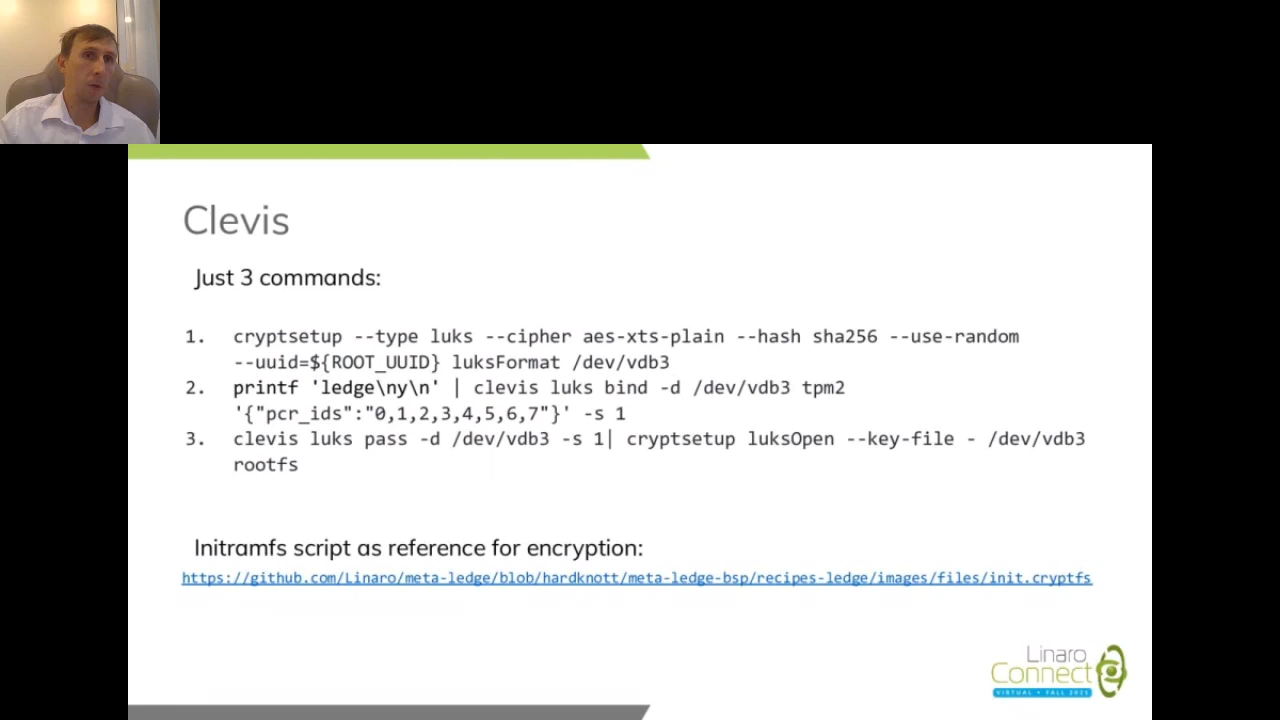 Clevis
Just 3 commands:
1. cryptsetup --type luks --cipher aes-xts-plain --hash sha256 --use-random
--uuid=${ROOT_UUID} luksFormat /dev/vdb3
2. printf 'ledge\ny\n' | clevis luks bind -d /dev/vdb3 tpm2
'{"pcr_ids":"0,1,2,3,4,5,6,7"}' -s 1
3. clevis luks pass -d /dev/vdb3 -s 1| cryptsetup luksOpen --key-file - /dev/vdb3
rootfs
Initramfs script as reference for encryption:
https://github.com/Linaro/meta-ledge/blob/hardknott/meta-ledge-bsp/recipes-ledge/images/files/init.cryptfs
Linaro
Connect
VIRTUAL • FALL 2021